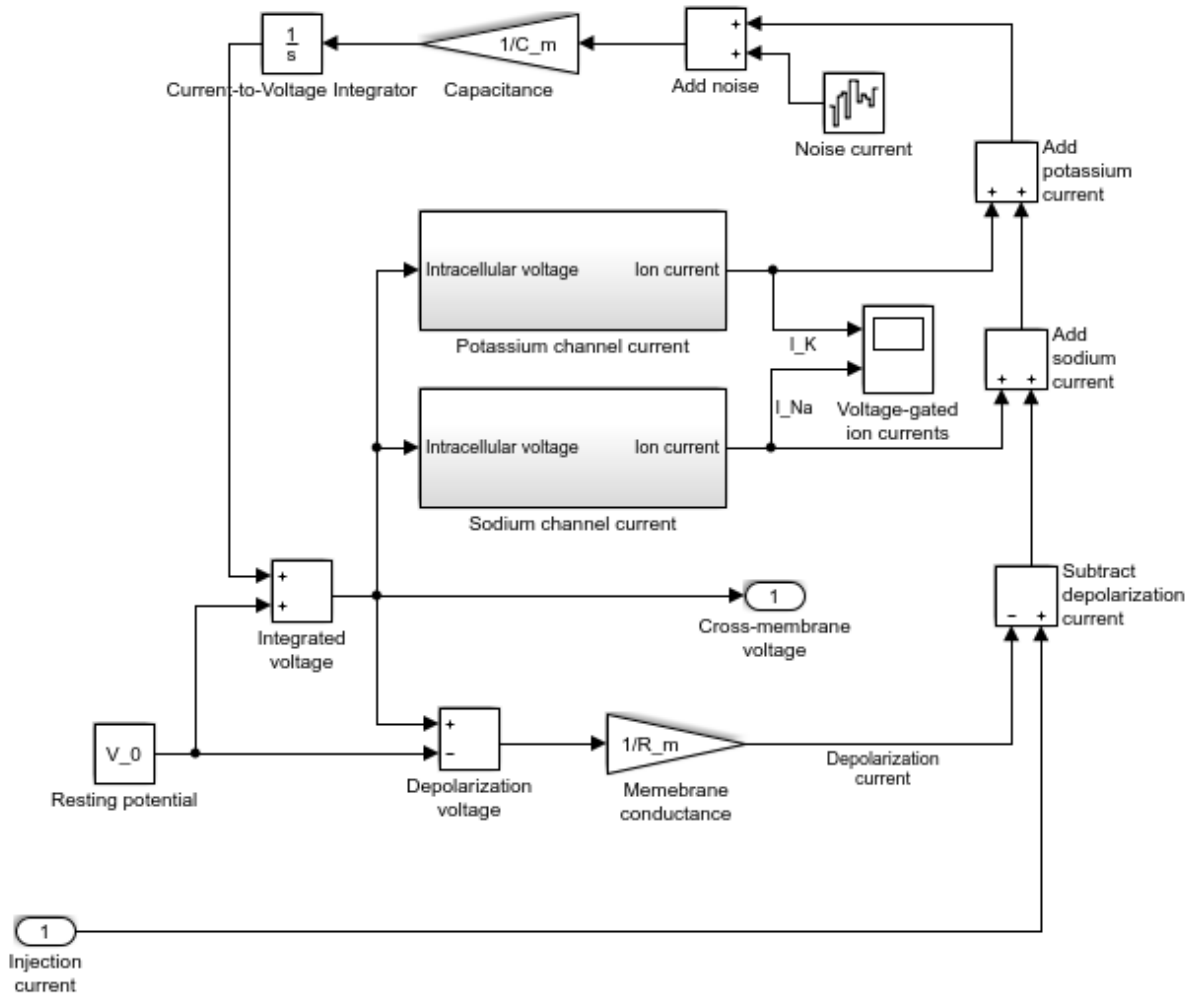 1
s
Current-to-Voltage Integrator
1/C_m
Capacitance
+
+
Add noise
Noise current
+ +
Add
potassium
current
Intracellular voltage
Ion current
Potassium channel current
I_K
I_Na
Voltage-gated
ion currents
+ +
Add
sodium
current
Intracellular voltage
Ion current
Sodium channel current
+
+
Integrated
voltage
1
Cross-membrane
voltage
− +
Subtract
depolarization
current
V_0
Resting potential
+
−
Depolarization
voltage
1/R_m
Memebrane
conductance
Depolarization
current
1
Injection
current